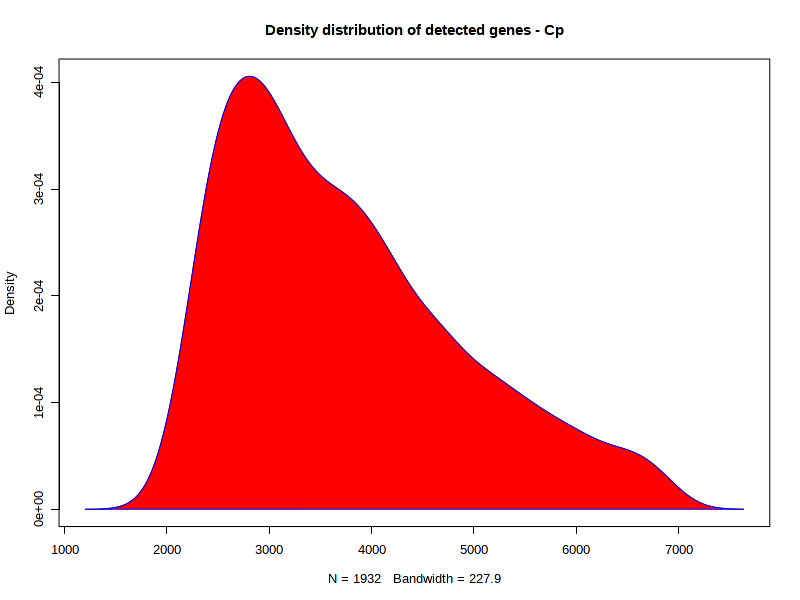 Density distribution of detected genes - Cp
Density
4e-04
3e-04
2e-04
1e-04
0e+00
1000 2000 3000 4000 5000 6000 7000
N = 1932 Bandwidth = 227.9